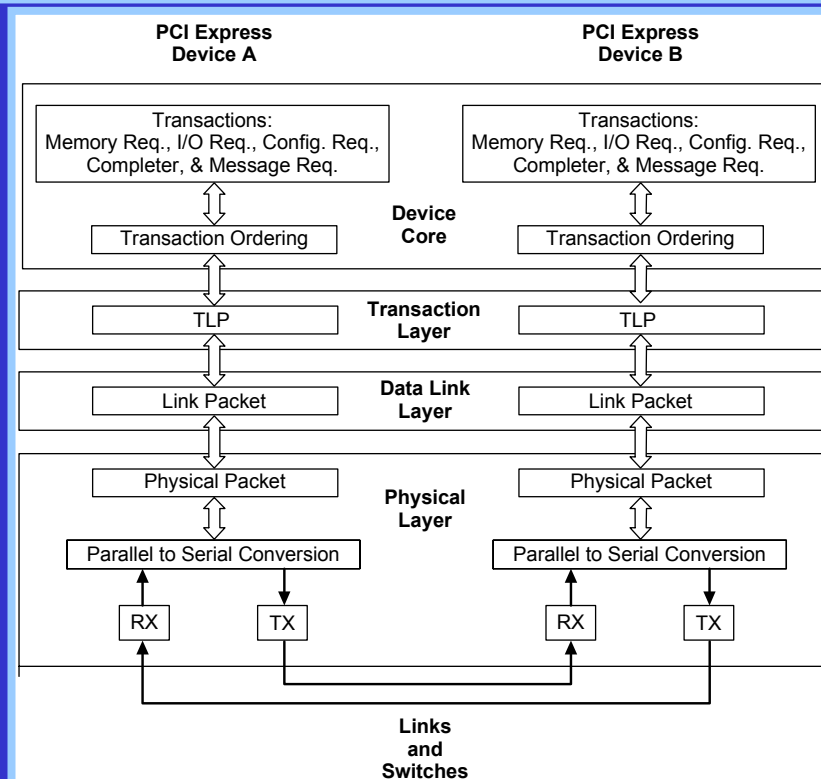 PCI Express
Device A
PCI Express
Device B
Transactions:
Memory Req., I/O Req., Config. Req.,
Completer, & Message Req.
Transactions:
Memory Req., I/O Req., Config. Req.,
Completer, & Message Req.
Device
Core
Transaction Ordering
Transaction Ordering
Transaction
Layer
TLP
TLP
Data Link
Layer
Link Packet
Link Packet
Physical Packet
Physical Packet
Physical
Layer
Parallel to Serial Conversion
Parallel to Serial Conversion
RX
TX
RX
TX
Links
and
Switches